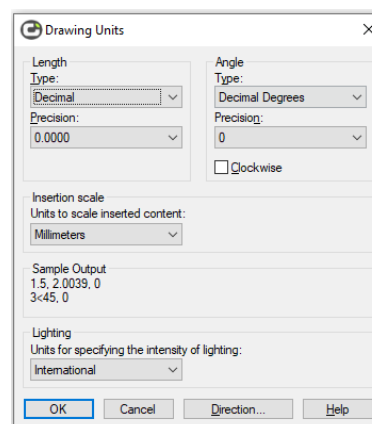 Drawing Units
Length
Type:
Decimal
Precision:
0.0000
Angle
Type:
Decimal Degrees
Precision:
0
Clockwise
Insertion scale
Units to scale inserted content:
Millimeters
Sample Output
1.5, 2.0039, 0
3<45, 0
Lighting
Units for specifying the intensity of lighting:
International
OK Cancel Direction... Help